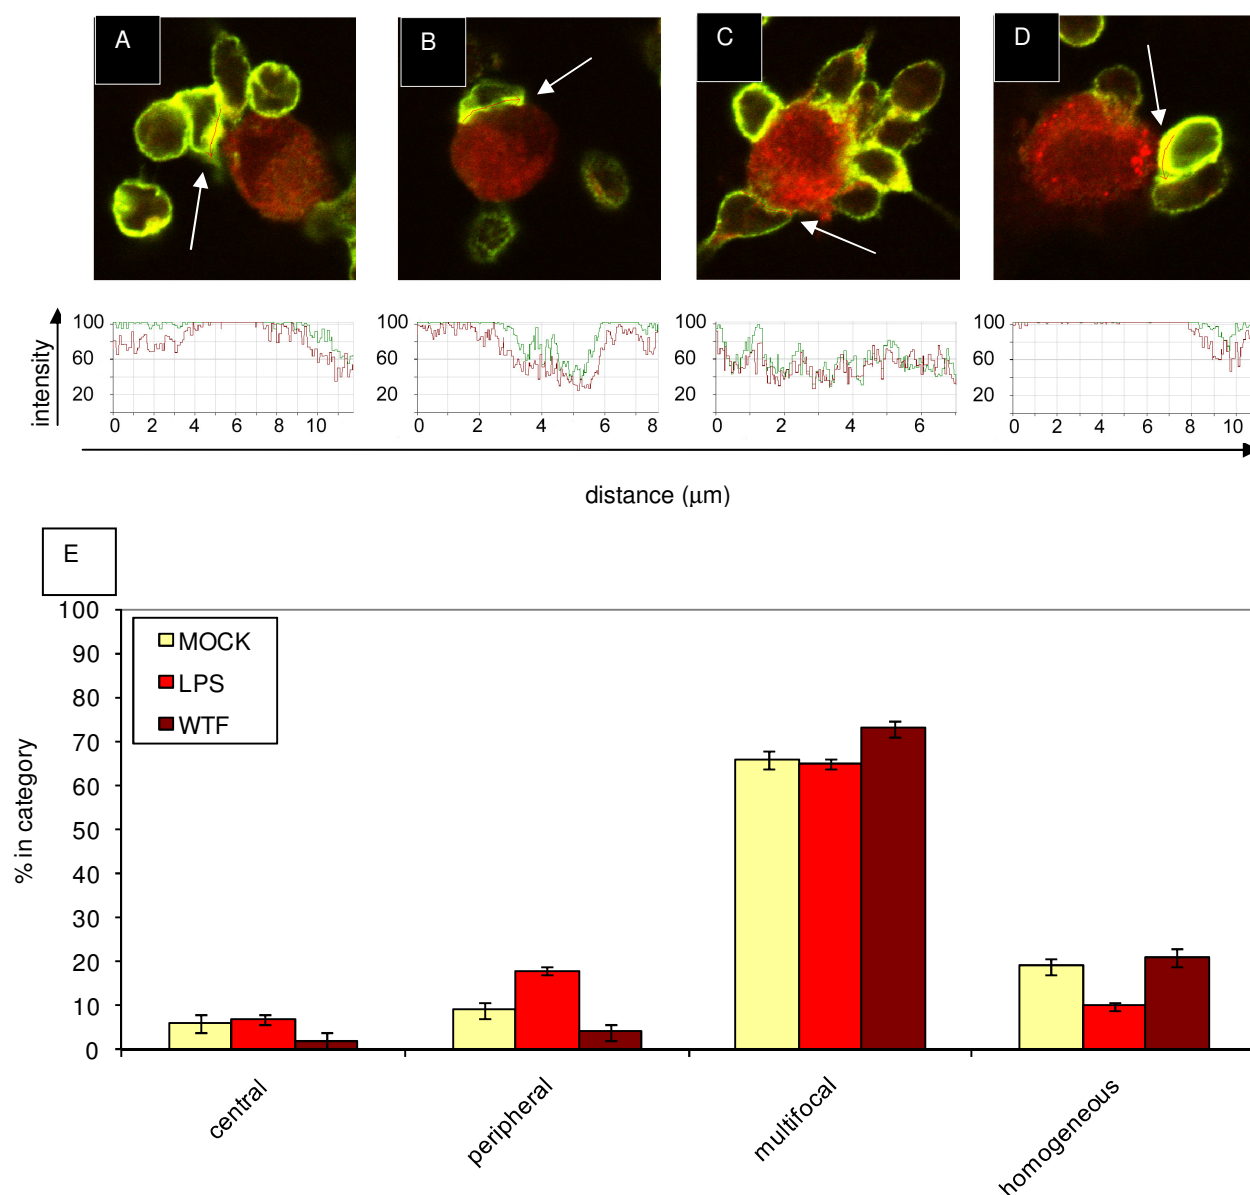 A B C D
intensity
100 100 100 100
60 60 60 60
20 20 20 20
0 2 4 6 8 10 0 2 4 6 8 0 2 4 6 0 2 4 6 8 10
distance (μm)
E
% in category
100
90
80
70
60
50
40
30
20
10
0
MOCK
LPS
WTF
central
peripheral
multifocal
homogeneous